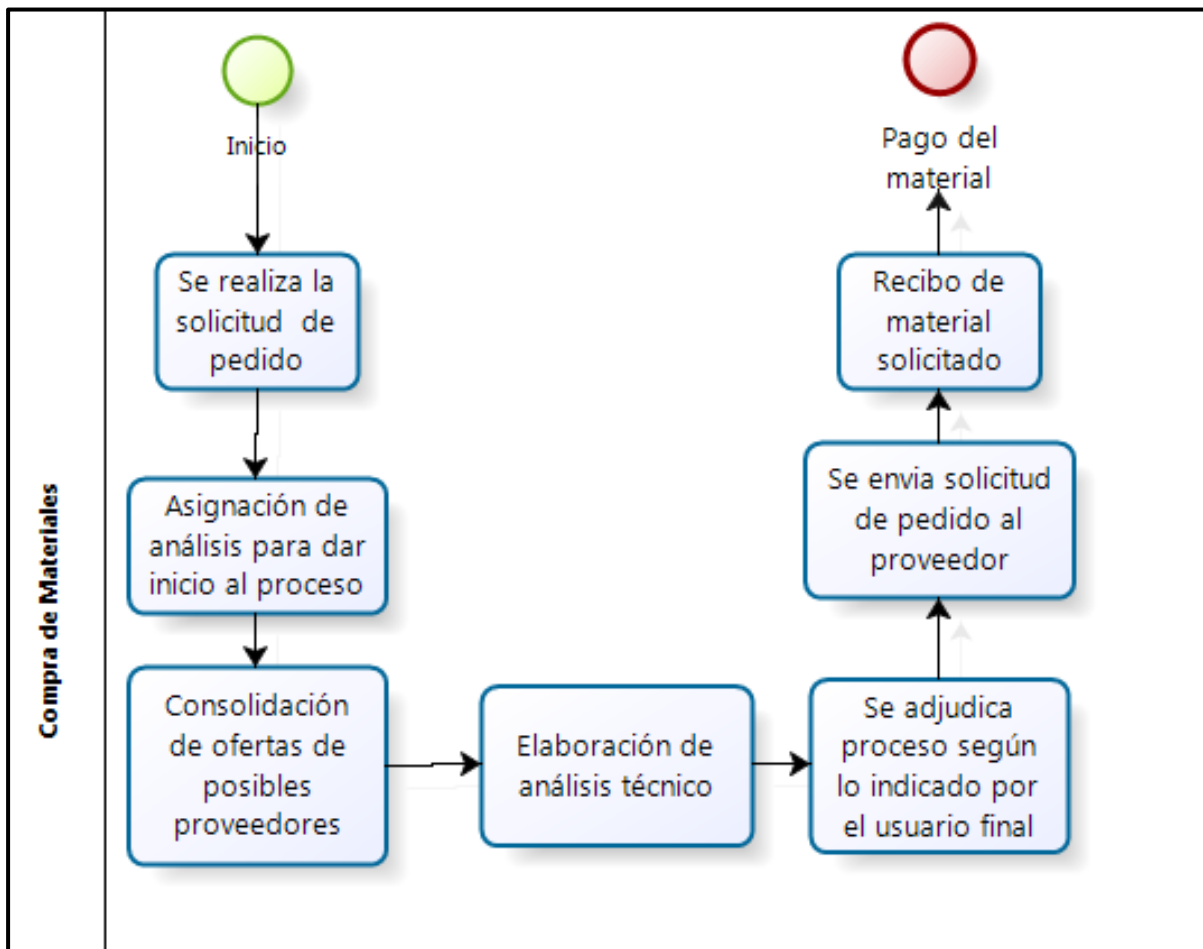 Compra de Materiales
Inicio
Se realiza la
solicitud de
pedido
Asignación de
análisis para dar
inicio al proceso
Consolidación
de ofertas de
posibles
proveedores
Elaboración de
análisis técnico
Se adjudica
proceso según
lo indicado por
el usuario final
Se envia solicitud
de pedido al
proveedor
Recibo de
material
solicitado
Pago del
material